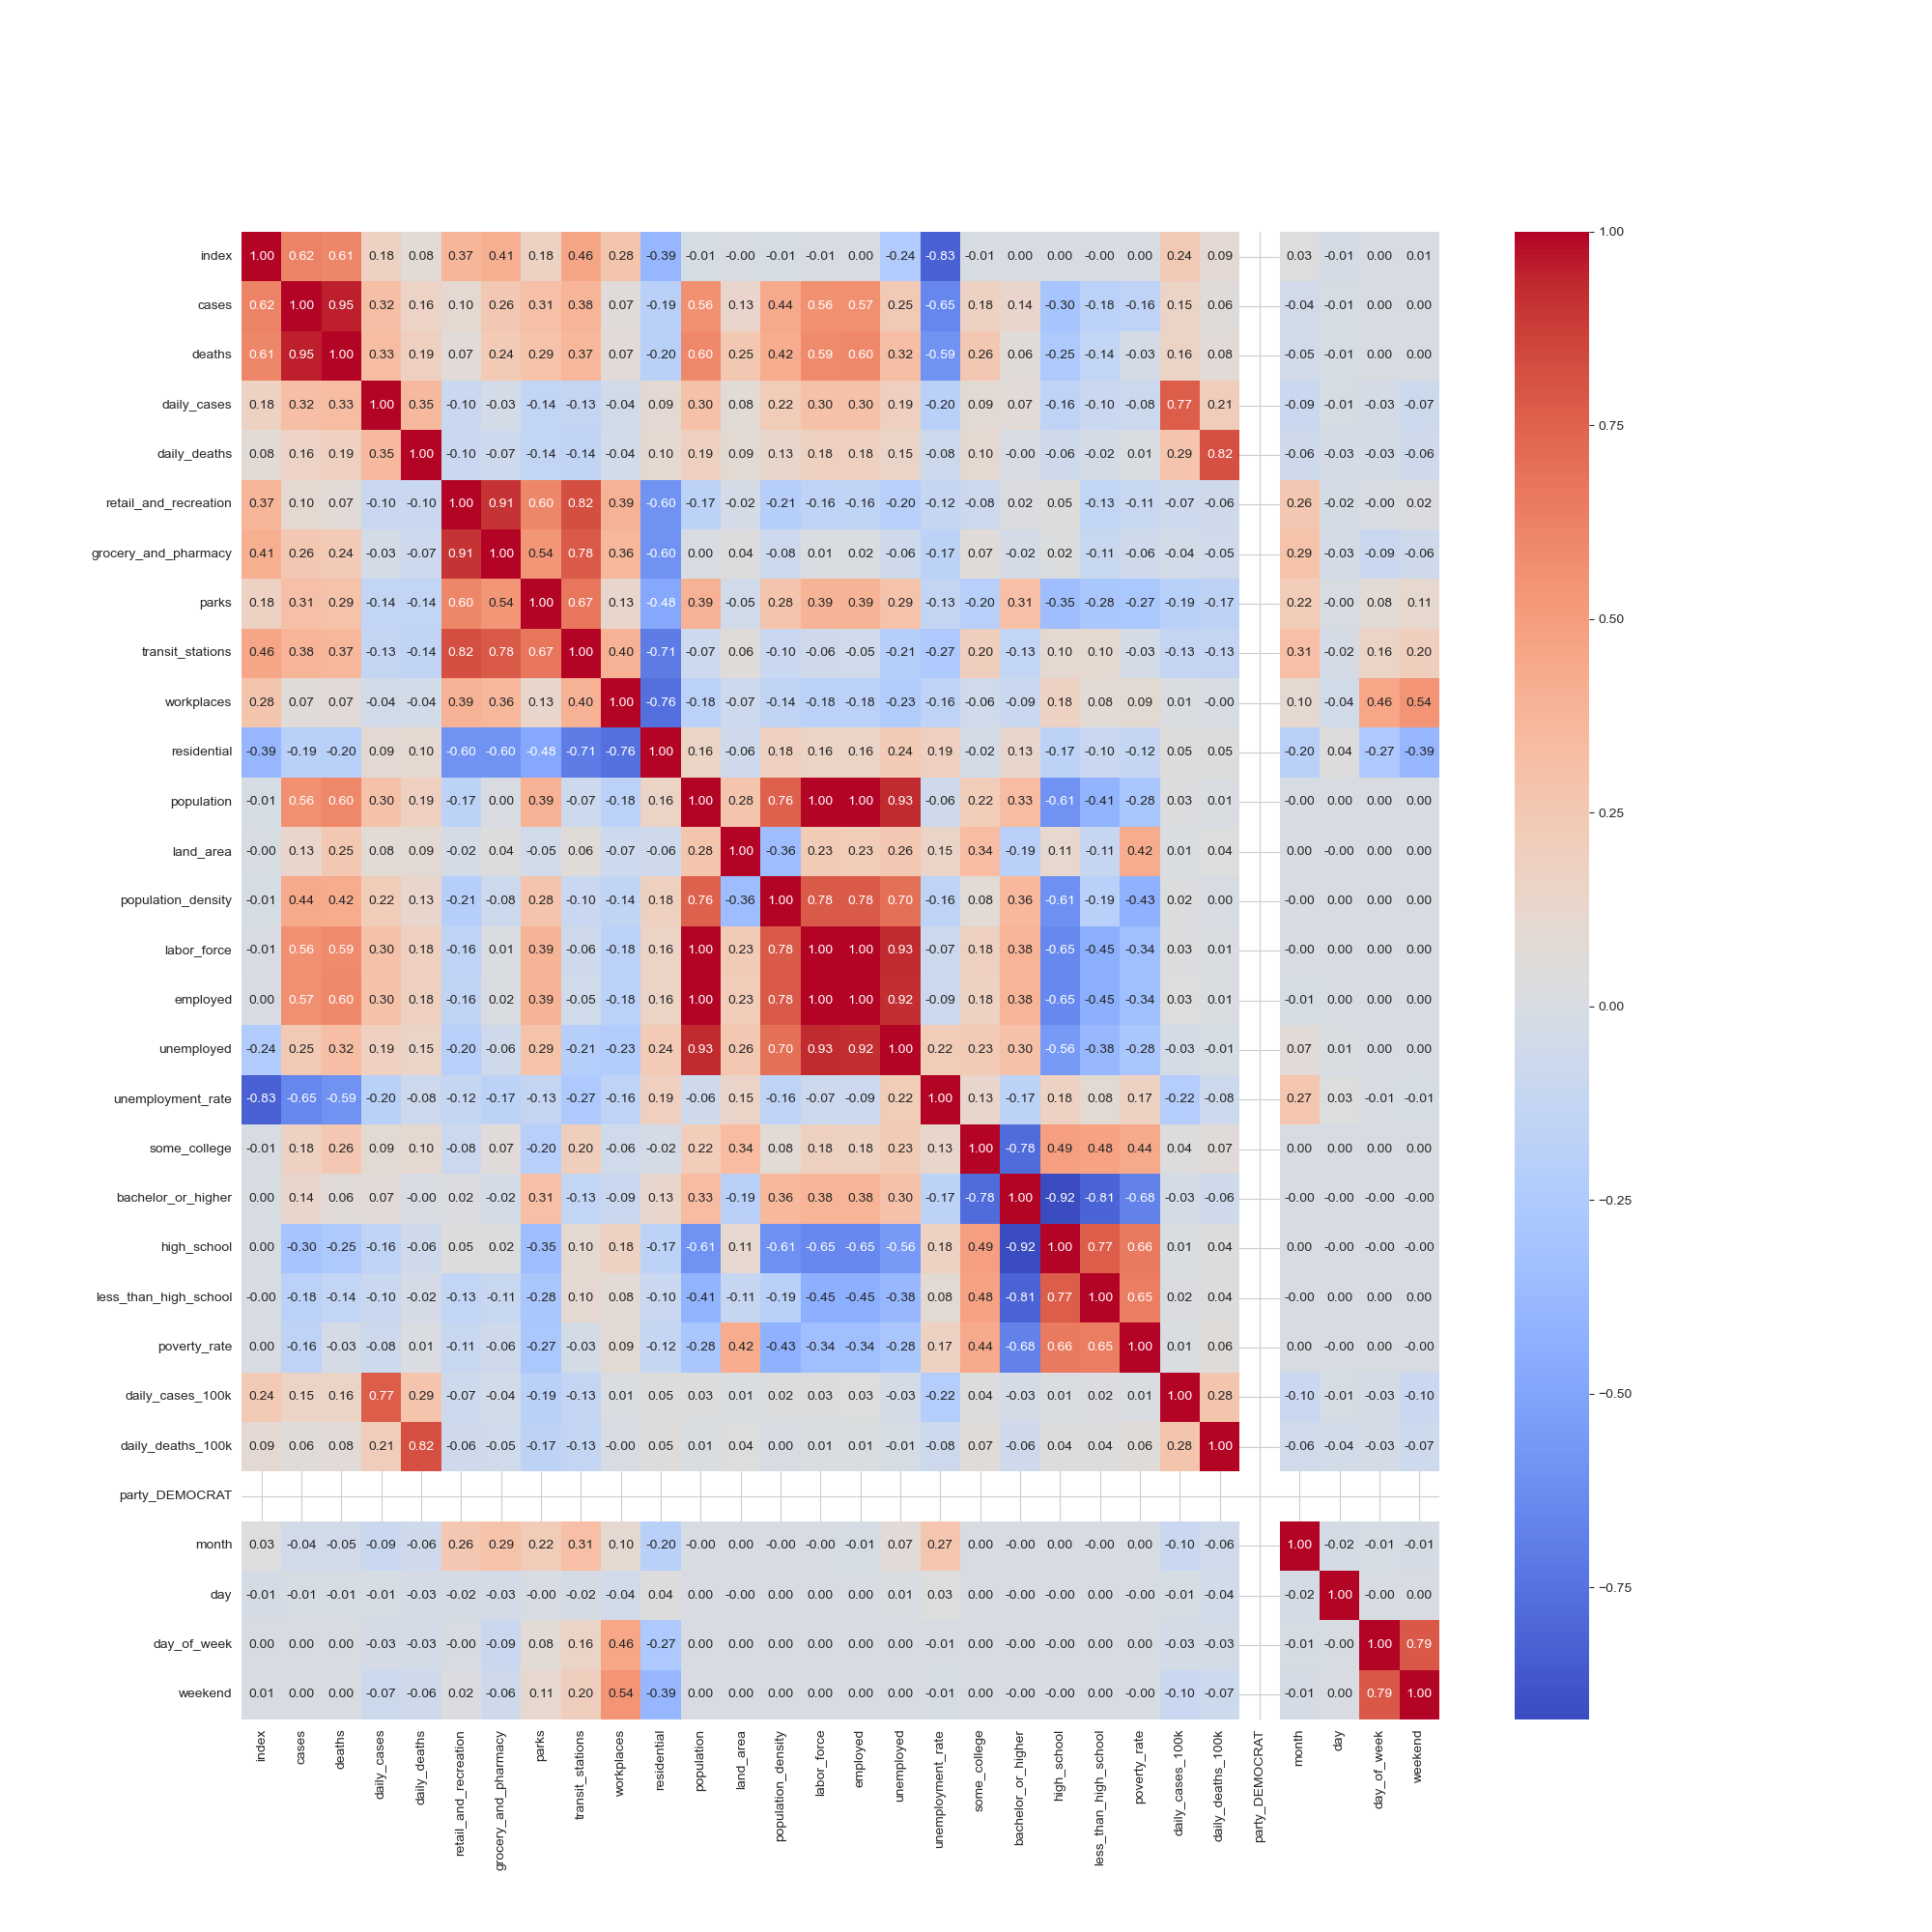 index 1.00 0.62 0.61 0.18 0.08 0.37 0.41 0.18 0.46 0.28 -0.39 -0.01 -0.00 -0.01 -0.01 0.00 -0.24 -0.83 -0.01 0.00 0.00 -0.00 0.00 0.24 0.09 0.03 -0.01 0.00 0.01
cases 0.62 1.00 0.95 0.32 0.16 0.10 0.26 0.31 0.38 0.07 -0.19 0.56 0.13 0.44 0.56 0.57 0.25 -0.65 0.18 0.14 -0.30 -0.18 -0.16 0.15 0.06 -0.04 -0.01 0.00 0.00
deaths 0.61 0.95 1.00 0.33 0.19 0.07 0.24 0.29 0.37 0.07 -0.20 0.60 0.25 0.42 0.59 0.60 0.32 -0.59 0.26 0.06 -0.25 -0.14 -0.03 0.16 0.08 -0.05 -0.01 0.00 0.00
daily_cases 0.18 0.32 0.33 1.00 0.35 -0.10 -0.03 -0.14 -0.13 -0.04 0.09 0.30 0.08 0.22 0.30 0.30 0.19 -0.20 0.09 0.07 -0.16 -0.10 -0.08 0.77 0.21 -0.09 -0.01 -0.03 -0.07
daily_deaths 0.08 0.16 0.19 0.35 1.00 -0.10 -0.07 -0.14 -0.14 -0.04 0.10 0.19 0.09 0.13 0.18 0.18 0.15 -0.08 0.10 -0.00 -0.06 -0.02 0.01 0.29 0.82 -0.06 -0.03 -0.03 -0.06
retail_and_recreation 0.37 0.10 0.07 -0.10 -0.10 1.00 0.91 0.60 0.82 0.39 -0.60 -0.17 -0.02 -0.21 -0.16 -0.16 -0.20 -0.12 -0.08 0.02 0.05 -0.13 -0.11 -0.07 -0.06 0.26 -0.02 -0.00 0.02
grocery_and_pharmacy 0.41 0.26 0.24 -0.03 -0.07 0.91 1.00 0.54 0.78 0.36 -0.60 0.00 0.04 -0.08 0.01 0.02 -0.06 -0.17 0.07 -0.02 0.02 -0.11 -0.06 -0.04 -0.05 0.29 -0.03 -0.09 -0.06
parks 0.18 0.31 0.29 -0.14 -0.14 0.60 0.54 1.00 0.67 0.13 -0.48 0.39 -0.05 0.28 0.39 0.39 0.29 -0.13 -0.20 0.31 -0.35 -0.28 -0.27 -0.19 -0.17 0.22 -0.00 0.08 0.11
transit_stations 0.46 0.38 0.37 -0.13 -0.14 0.82 0.78 0.67 1.00 0.40 -0.71 -0.07 0.06 -0.10 -0.06 -0.05 -0.21 -0.27 0.20 -0.13 0.10 0.10 -0.03 -0.13 -0.13 0.31 -0.02 0.16 0.20
workplaces 0.28 0.07 0.07 -0.04 -0.04 0.39 0.36 0.13 0.40 1.00 -0.76 -0.18 -0.07 -0.14 -0.18 -0.18 -0.23 -0.16 -0.06 -0.09 0.18 0.08 0.09 0.01 -0.00 0.10 -0.04 0.46 0.54
residential -0.39 -0.19 -0.20 0.09 0.10 -0.60 -0.60 -0.48 -0.71 -0.76 1.00 0.16 -0.06 0.18 0.16 0.16 0.24 0.19 -0.02 0.13 -0.17 -0.10 -0.12 0.05 0.05 -0.20 0.04 -0.27 -0.39
population -0.01 0.56 0.60 0.30 0.19 -0.17 0.00 0.39 -0.07 -0.18 0.16 1.00 0.28 0.76 1.00 1.00 0.93 -0.06 0.22 0.33 -0.61 -0.41 -0.28 0.03 0.01 -0.00 0.00 0.00 0.00
land_area -0.00 0.13 0.25 0.08 0.09 -0.02 0.04 -0.05 0.06 -0.07 -0.06 0.28 1.00 -0.36 0.23 0.23 0.26 0.15 0.34 -0.19 0.11 -0.11 0.42 0.01 0.04 0.00 -0.00 0.00 0.00
population_density -0.01 0.44 0.42 0.22 0.13 -0.21 -0.08 0.28 -0.10 -0.14 0.18 0.76 -0.36 1.00 0.78 0.78 0.70 -0.16 0.08 0.36 -0.61 -0.19 -0.43 0.02 0.00 -0.00 0.00 0.00 0.00
labor_force -0.01 0.56 0.59 0.30 0.18 -0.16 0.01 0.39 -0.06 -0.18 0.16 1.00 0.23 0.78 1.00 1.00 0.93 -0.07 0.18 0.38 -0.65 -0.45 -0.34 0.03 0.01 -0.00 0.00 0.00 0.00
employed 0.00 0.57 0.60 0.30 0.18 -0.16 0.02 0.39 -0.05 -0.18 0.16 1.00 0.23 0.78 1.00 1.00 0.92 -0.09 0.18 0.38 -0.65 -0.45 -0.34 0.03 0.01 -0.01 0.00 0.00 0.00
unemployed -0.24 0.25 0.32 0.19 0.15 -0.20 -0.06 0.29 -0.21 -0.23 0.24 0.93 0.26 0.70 0.93 0.92 1.00 0.22 0.23 0.30 -0.56 -0.38 -0.28 -0.03 -0.01 0.07 0.01 0.00 0.00
unemployment_rate -0.83 -0.65 -0.59 -0.20 -0.08 -0.12 -0.17 -0.13 -0.27 -0.16 0.19 -0.06 0.15 -0.16 -0.07 -0.09 0.22 1.00 0.13 -0.17 0.18 0.08 0.17 -0.22 -0.08 0.27 0.03 -0.01 -0.01
some_college -0.01 0.18 0.26 0.09 0.10 -0.08 0.07 -0.20 0.20 -0.06 -0.02 0.22 0.34 0.08 0.18 0.18 0.23 0.13 1.00 -0.78 0.49 0.48 0.44 0.04 0.07 0.00 0.00 0.00 0.00
bachelor_or_higher 0.00 0.14 0.06 0.07 -0.00 0.02 -0.02 0.31 -0.13 -0.09 0.13 0.33 -0.19 0.36 0.38 0.38 0.30 -0.17 -0.78 1.00 -0.92 -0.81 -0.68 -0.03 -0.06 -0.00 -0.00 -0.00 -0.00
high_school 0.00 -0.30 -0.25 -0.16 -0.06 0.05 0.02 -0.35 0.10 0.18 -0.17 -0.61 0.11 -0.61 -0.65 -0.65 -0.56 0.18 0.49 -0.92 1.00 0.77 0.66 0.01 0.04 0.00 -0.00 -0.00 -0.00
less_than_high_school -0.00 -0.18 -0.14 -0.10 -0.02 -0.13 -0.11 -0.28 0.10 0.08 -0.10 -0.41 -0.11 -0.19 -0.45 -0.45 -0.38 0.08 0.48 -0.81 0.77 1.00 0.65 0.02 0.04 -0.00 0.00 0.00 0.00
poverty_rate 0.00 -0.16 -0.03 -0.08 0.01 -0.11 -0.06 -0.27 -0.03 0.09 -0.12 -0.28 0.42 -0.43 -0.34 -0.34 -0.28 0.17 0.44 -0.68 0.66 0.65 1.00 0.01 0.06 0.00 -0.00 0.00 -0.00
daily_cases_100k 0.24 0.15 0.16 0.77 0.29 -0.07 -0.04 -0.19 -0.13 0.01 0.05 0.03 0.01 0.02 0.03 0.03 -0.03 -0.22 0.04 -0.03 0.01 0.02 0.01 1.00 0.28 -0.10 -0.01 -0.03 -0.10
daily_deaths_100k 0.09 0.06 0.08 0.21 0.82 -0.06 -0.05 -0.17 -0.13 -0.00 0.05 0.01 0.04 0.00 0.01 0.01 -0.01 -0.08 0.07 -0.06 0.04 0.04 0.06 0.28 1.00 -0.06 -0.04 -0.03 -0.07
party_DEMOCRAT
month 0.03 -0.04 -0.05 -0.09 -0.06 0.26 0.29 0.22 0.31 0.10 -0.20 -0.00 0.00 -0.00 -0.00 -0.01 0.07 0.27 0.00 -0.00 0.00 -0.00 0.00 -0.10 -0.06 1.00 -0.02 -0.01 -0.01
day -0.01 -0.01 -0.01 -0.01 -0.03 -0.02 -0.03 -0.00 -0.02 -0.04 0.04 0.00 -0.00 0.00 0.00 0.00 0.01 0.03 0.00 -0.00 -0.00 0.00 -0.00 -0.01 -0.04 -0.02 1.00 -0.00 0.00
day_of_week 0.00 0.00 0.00 -0.03 -0.03 -0.00 -0.09 0.08 0.16 0.46 -0.27 0.00 0.00 0.00 0.00 0.00 0.00 -0.01 0.00 -0.00 -0.00 0.00 0.00 -0.03 -0.03 -0.01 -0.00 1.00 0.79
weekend 0.01 0.00 0.00 -0.07 -0.06 0.02 -0.06 0.11 0.20 0.54 -0.39 0.00 0.00 0.00 0.00 0.00 0.00 -0.01 0.00 -0.00 -0.00 0.00 -0.00 -0.10 -0.07 -0.01 0.00 0.79 1.00
index
cases
deaths
daily_cases
daily_deaths
retail_and_recreation
grocery_and_pharmacy
parks
transit_stations
workplaces
residential
population
land_area
population_density
labor_force
employed
unemployed
unemployment_rate
some_college
bachelor_or_higher
high_school
less_than_high_school
poverty_rate
daily_cases_100k
daily_deaths_100k
party_DEMOCRAT
month
day
day_of_week
weekend
1.00
0.75
0.50
0.25
0.00
−0.25
−0.50
−0.75